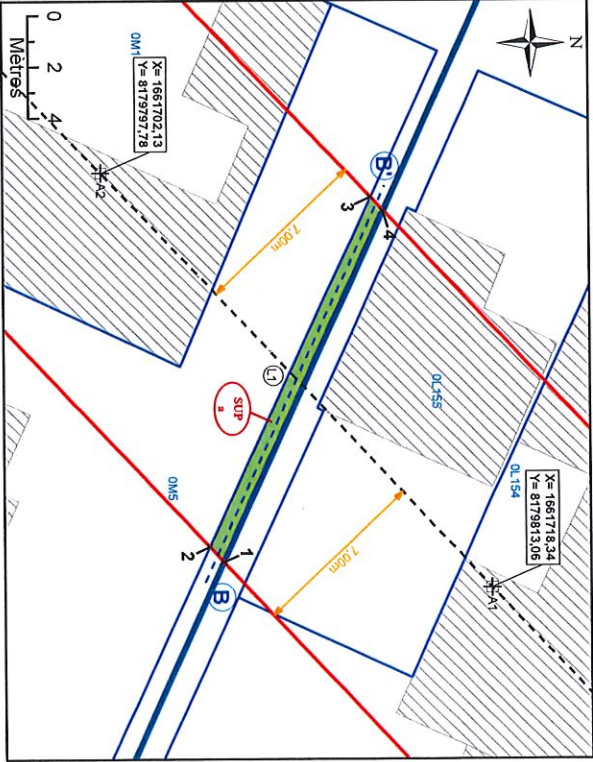 N
0 2 4
Mètres
0M1
X= 1661702,13
Y= 8179797,78
A2
B'
3
4
7,00m
0L155
0L154
X= 1661718,34
Y= 8179813,06
A1
L1
SUP
a
7,00m
0M5
2
1
B